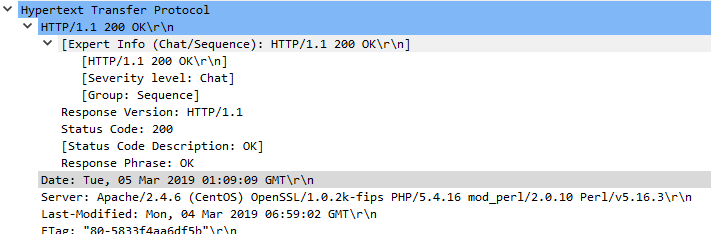 Hypertext Transfer Protocol
HTTP/1.1 200 OK\r\n
[Expert Info (Chat/Sequence): HTTP/1.1 200 OK\r\n]
[HTTP/1.1 200 OK\r\n]
[Severity level: Chat]
[Group: Sequence]
Response Version: HTTP/1.1
Status Code: 200
[Status Code Description: OK]
Response Phrase: OK
Date: Tue, 05 Mar 2019 01:09:09 GMT\r\n
Server: Apache/2.4.6 (CentOS) OpenSSL/1.0.2k-fips PHP/5.4.16 mod_perl/2.0.10 Perl/v5.16.3\r\n
Last-Modified: Mon, 04 Mar 2019 06:59:02 GMT\r\n
ETag: "80-5833f4aa6df5b"\r\n